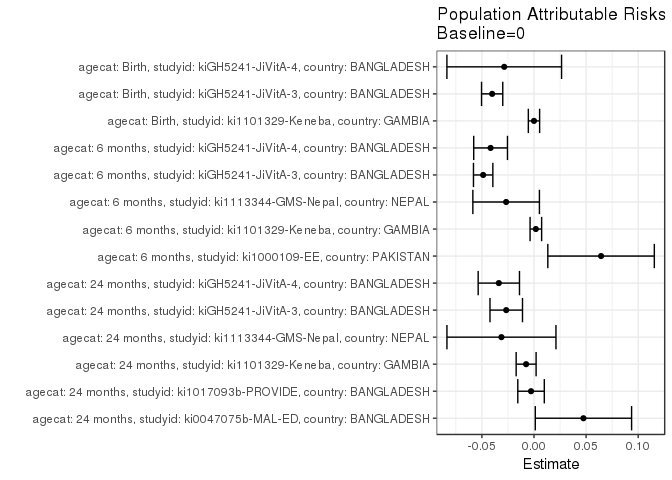 Population Attributable Risks
Baseline=0
agecat: Birth, studyid: kiGH5241-JiVitA-4, country: BANGLADESH
agecat: Birth, studyid: kiGH5241-JiVitA-3, country: BANGLADESH
agecat: Birth, studyid: ki1101329-Keneba, country: GAMBIA
agecat: 6 months, studyid: kiGH5241-JiVitA-4, country: BANGLADESH
agecat: 6 months, studyid: kiGH5241-JiVitA-3, country: BANGLADESH
agecat: 6 months, studyid: ki1113344-GMS-Nepal, country: NEPAL
agecat: 6 months, studyid: ki1101329-Keneba, country: GAMBIA
agecat: 6 months, studyid: ki1000109-EE, country: PAKISTAN
agecat: 24 months, studyid: kiGH5241-JiVitA-4, country: BANGLADESH
agecat: 24 months, studyid: kiGH5241-JiVitA-3, country: BANGLADESH
agecat: 24 months, studyid: ki1113344-GMS-Nepal, country: NEPAL
agecat: 24 months, studyid: ki1101329-Keneba, country: GAMBIA
agecat: 24 months, studyid: ki1017093b-PROVIDE, country: BANGLADESH
agecat: 24 months, studyid: ki0047075b-MAL-ED, country: BANGLADESH
-0.05 0.00 0.05 0.10
Estimate